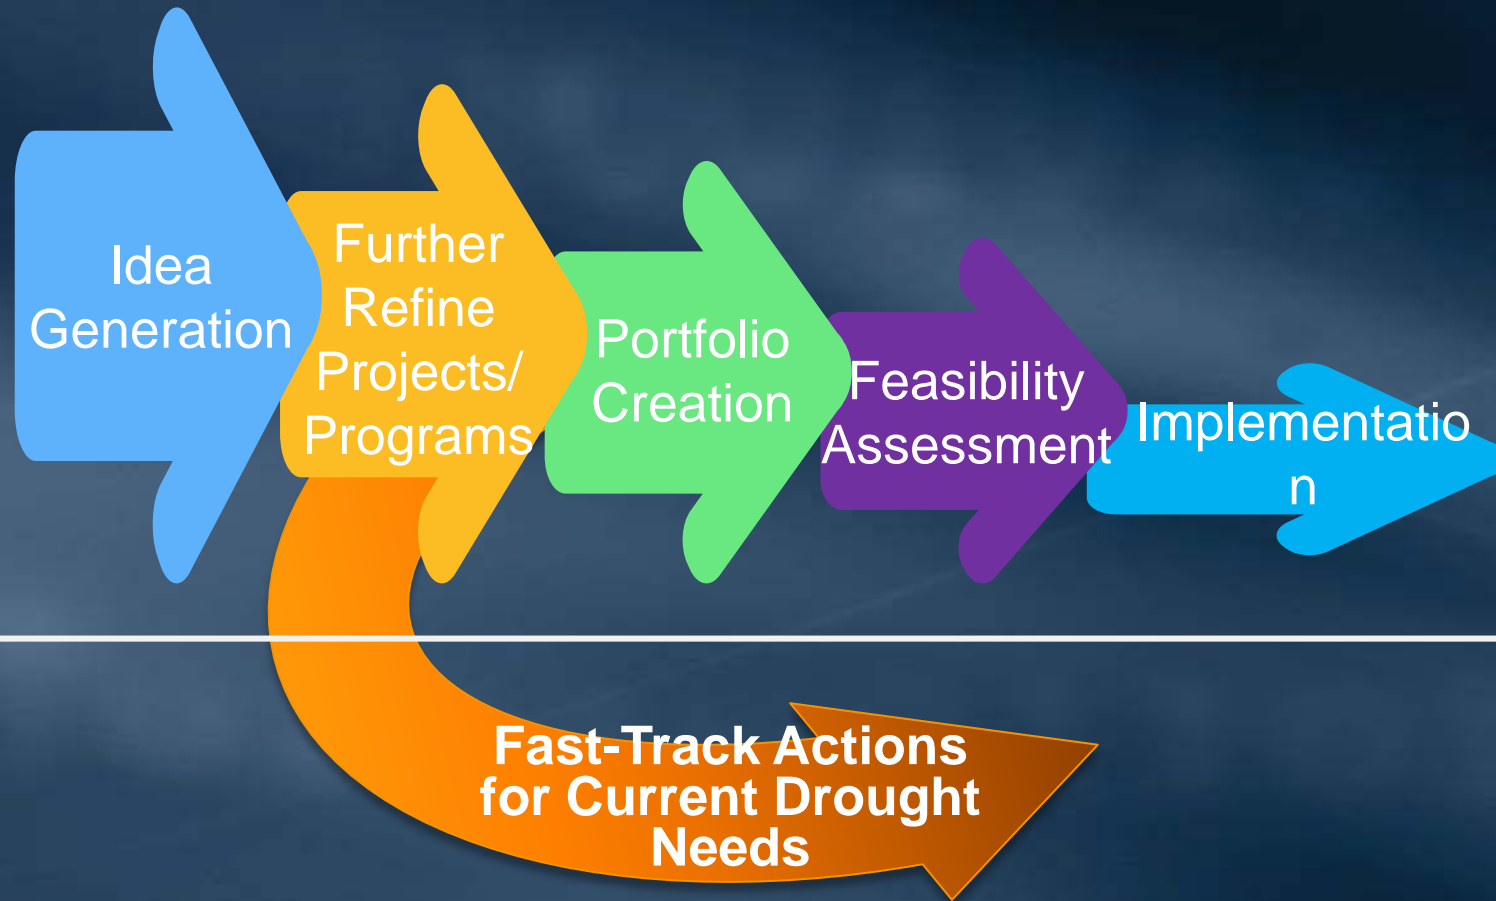 Idea
Generation
Further
Refine
Projects/
Programs
Portfolio
Creation
Feasibility
Assessment
Implementatio
n
Fast-Track Actions
for Current Drought
Needs